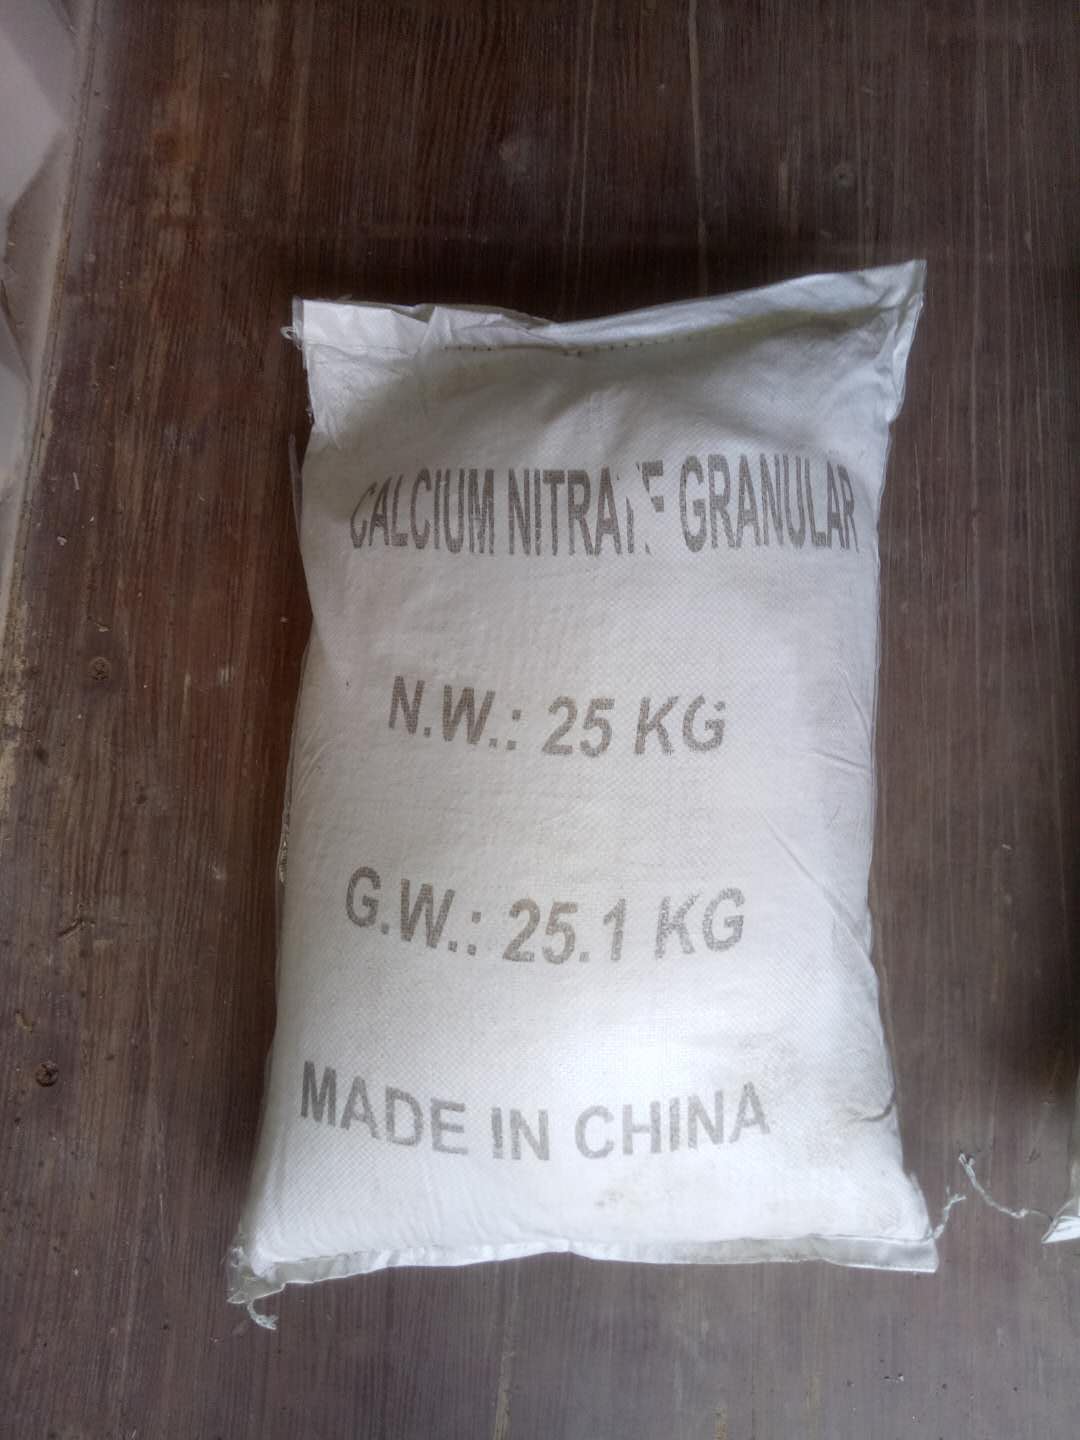 CALCIUM NITRATE GRANULAR
N.W.: 25 KG
G.W.: 25.1 KG
MADE IN CHINA